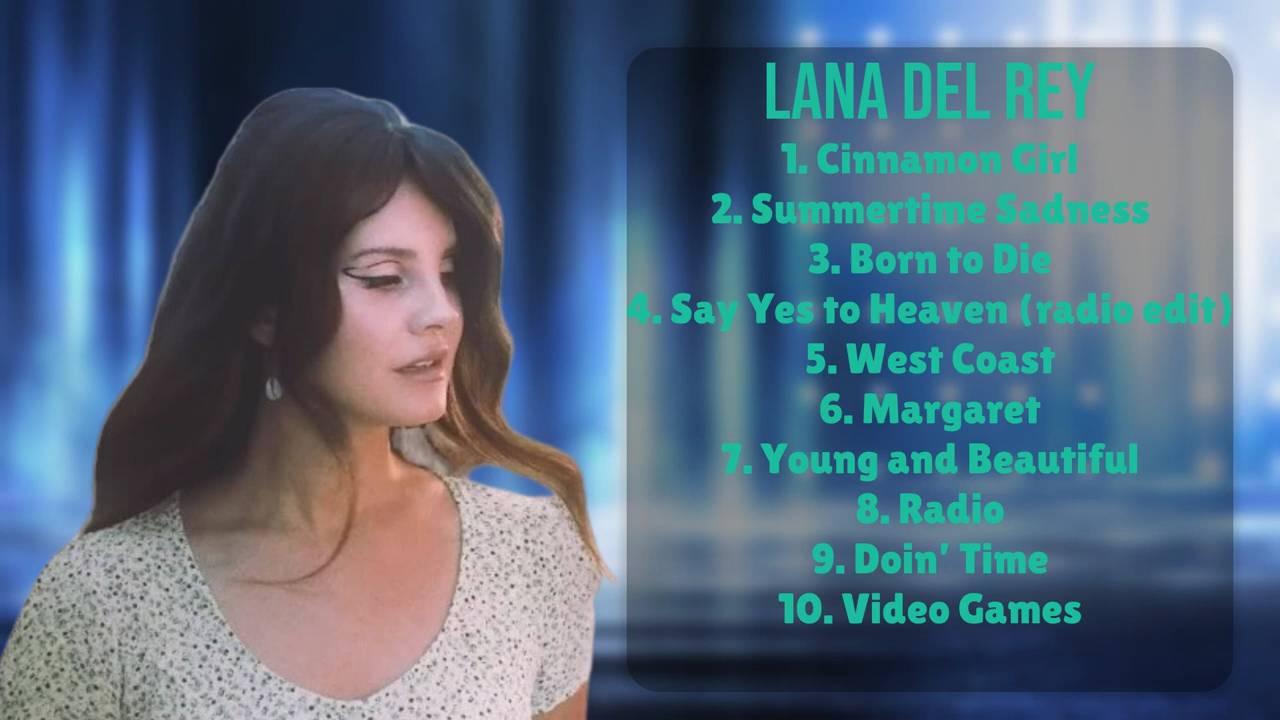 LANA DEL REY
1. Cinnamon Girl
2. Summertime Sadness
3. Born to Die
4. Say Yes to Heaven (radio edit)
5. West Coast
6. Margaret
7. Young and Beautiful
8. Radio
9. Doin' Time
10. Video Games